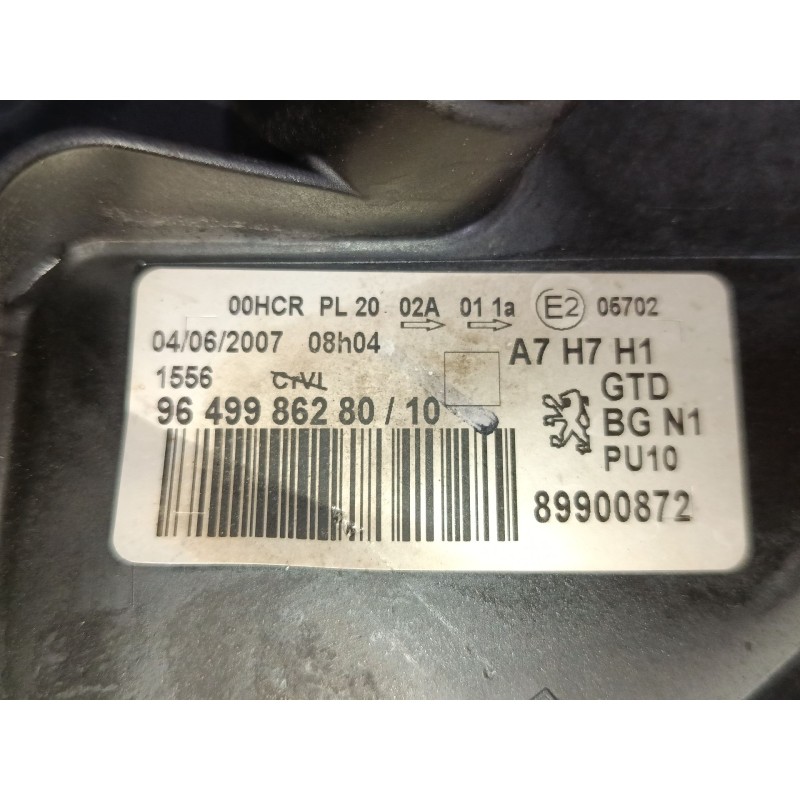 00HCR PL 20 02A 01 1a E2 06702
04/06/2007 08h04 A7 H7 H1
1556 CTVL GTD
96 499 862 80 / 10 BG N1
PU10
89900872